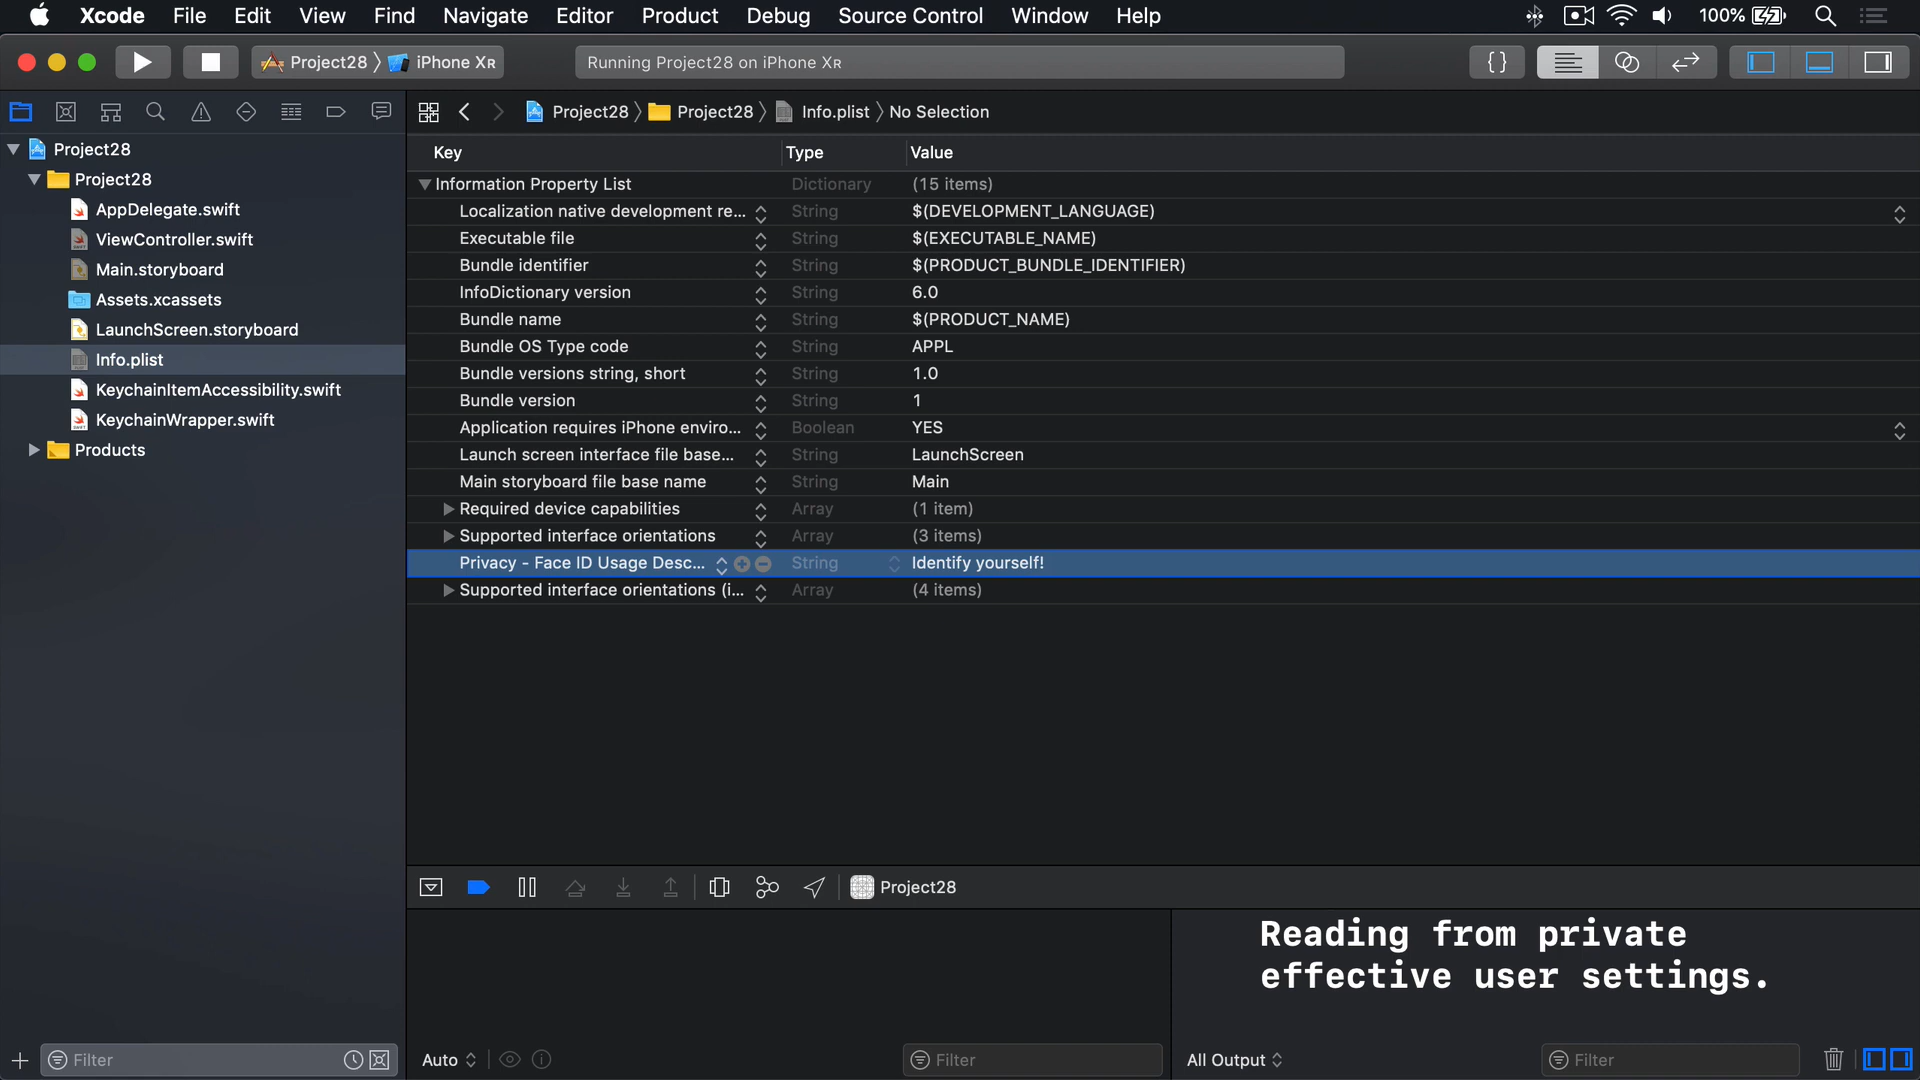 Xcode File Edit View Find Navigate Editor Product Debug Source Control Window Help 100%
Project28 iPhone XR Running Project28 on iPhone XR {}
Project28 Project28 Info.plist No Selection
Project28
Project28
AppDelegate.swift
ViewController.swift
Main.storyboard
Assets.xcassets
LaunchScreen.storyboard
Info.plist
KeychainItemAccessibility.swift
KeychainWrapper.swift
Products
Filter
Key Type Value
Information Property List Dictionary (15 items)
Localization native development re... String $(DEVELOPMENT_LANGUAGE)
Executable file String $(EXECUTABLE_NAME)
Bundle identifier String $(PRODUCT_BUNDLE_IDENTIFIER)
InfoDictionary version String 6.0
Bundle name String $(PRODUCT_NAME)
Bundle OS Type code String APPL
Bundle versions string, short String 1.0
Bundle version String 1
Application requires iPhone enviro... Boolean YES
Launch screen interface file base... String LaunchScreen
Main storyboard file base name String Main
Required device capabilities Array (1 item)
Supported interface orientations Array (3 items)
Privacy - Face ID Usage Desc... String Identify yourself!
Supported interface orientations (i... Array (4 items)
Project28
Reading from private
effective user settings.
Auto Filter All Output Filter